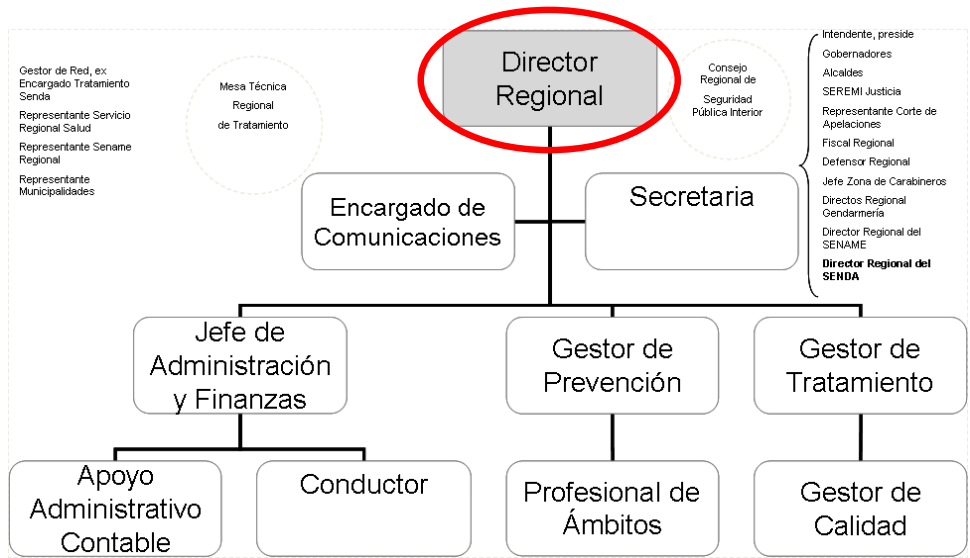 Gestor de Red, ex
Encargado Tratamiento
Senda
Representante Servicio
Regional Salud
Representante Sename
Regional
Representante
Municipalidades
Mesa Técnica
Regional
de Tratamiento
Director
Regional
Consejo
Regional de
Seguridad
Pública Interior
Intendente, preside
Gobernadores
Alcaldes
SEREMI Justicia
Representante Corte de
Apelaciones
Fiscal Regional
Defensor Regional
Jefe Zona de Carabineros
Directos Regional
Gendarmería
Director Regional del
SENAME
Director Regional del
SENDA
Encargado de
Comunicaciones
Secretaria
Jefe de
Administración
y Finanzas
Gestor de
Prevención
Gestor de
Tratamiento
Apoyo
Administrativo
Contable
Conductor
Profesional de
Ámbitos
Gestor de
Calidad